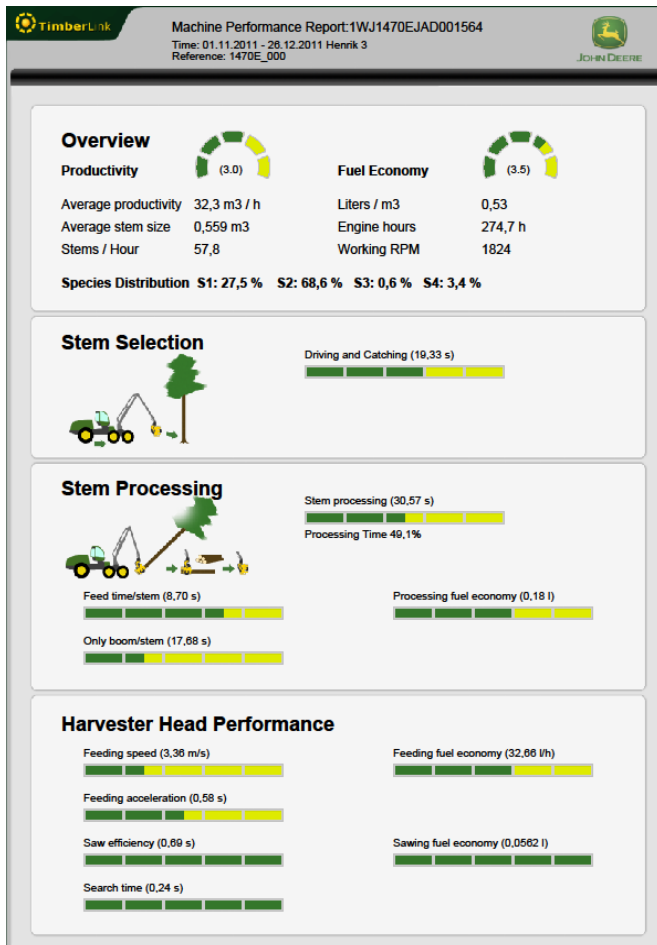 TimberLink
Machine Performance Report:1WJ1470EJAD001564
Time: 01.11.2011 - 26.12.2011 Henrik 3
Reference: 1470E_000
JOHN DEERE
Overview
Productivity (3.0) Fuel Economy (3.5)
Average productivity 32,3 m3 / h Liters / m3 0,53
Average stem size 0,559 m3 Engine hours 274,7 h
Stems / Hour 57,8 Working RPM 1824
Species Distribution S1: 27,5 % S2: 68,6 % S3: 0,6 % S4: 3,4 %
Stem Selection
Driving and Catching (19,33 s)
Stem Processing
Stem processing (30,57 s)
Processing Time 49,1%
Feed time/stem (8,70 s) Processing fuel economy (0,18 l)
Only boom/stem (17,68 s)
Harvester Head Performance
Feeding speed (3,36 m/s) Feeding fuel economy (32,66 l/h)
Feeding acceleration (0,58 s)
Saw efficiency (0,69 s) Sawing fuel economy (0,0562 l)
Search time (0,24 s)